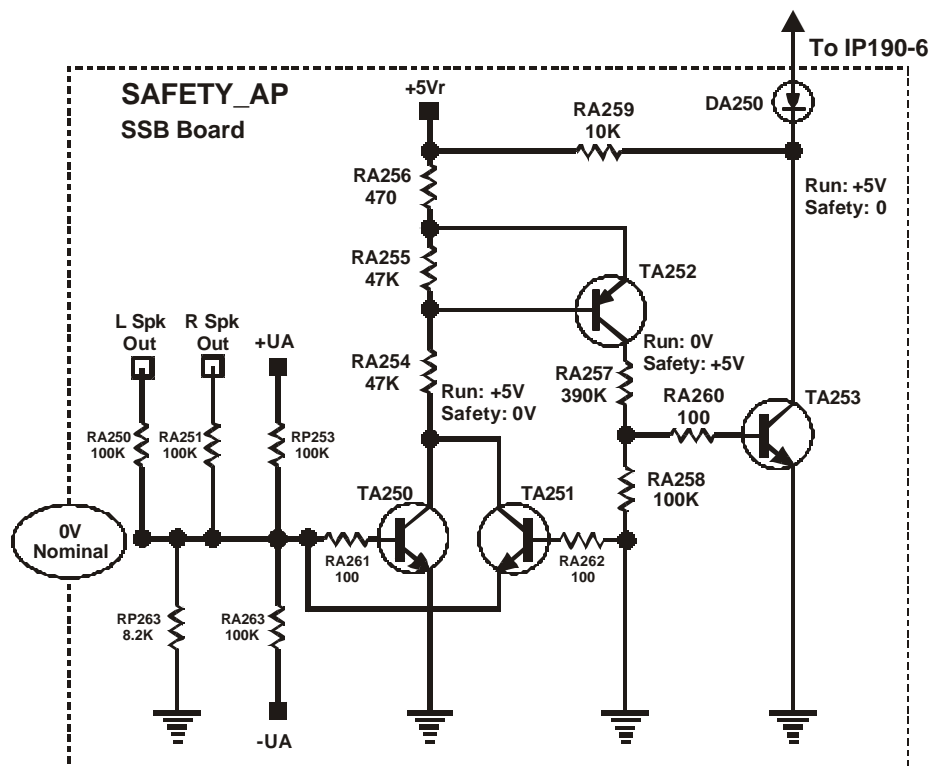 To IP190-6
SAFETY_AP
SSB Board
+5Vr
DA250
RA259
10K
RA256
470
Run: +5V
Safety: 0
RA255
47K
TA252
L Spk
Out
R Spk
Out
+UA
RA254
47K
Run: 0V
Safety: +5V
Run: +5V
Safety: 0V
RA257
390K
RA260
100
TA253
RA250
100K
RA251
100K
RP253
100K
TA250
TA251
RA258
100K
0V
Nominal
RA261
100
RA262
100
RP263
8.2K
RA263
100K
-UA